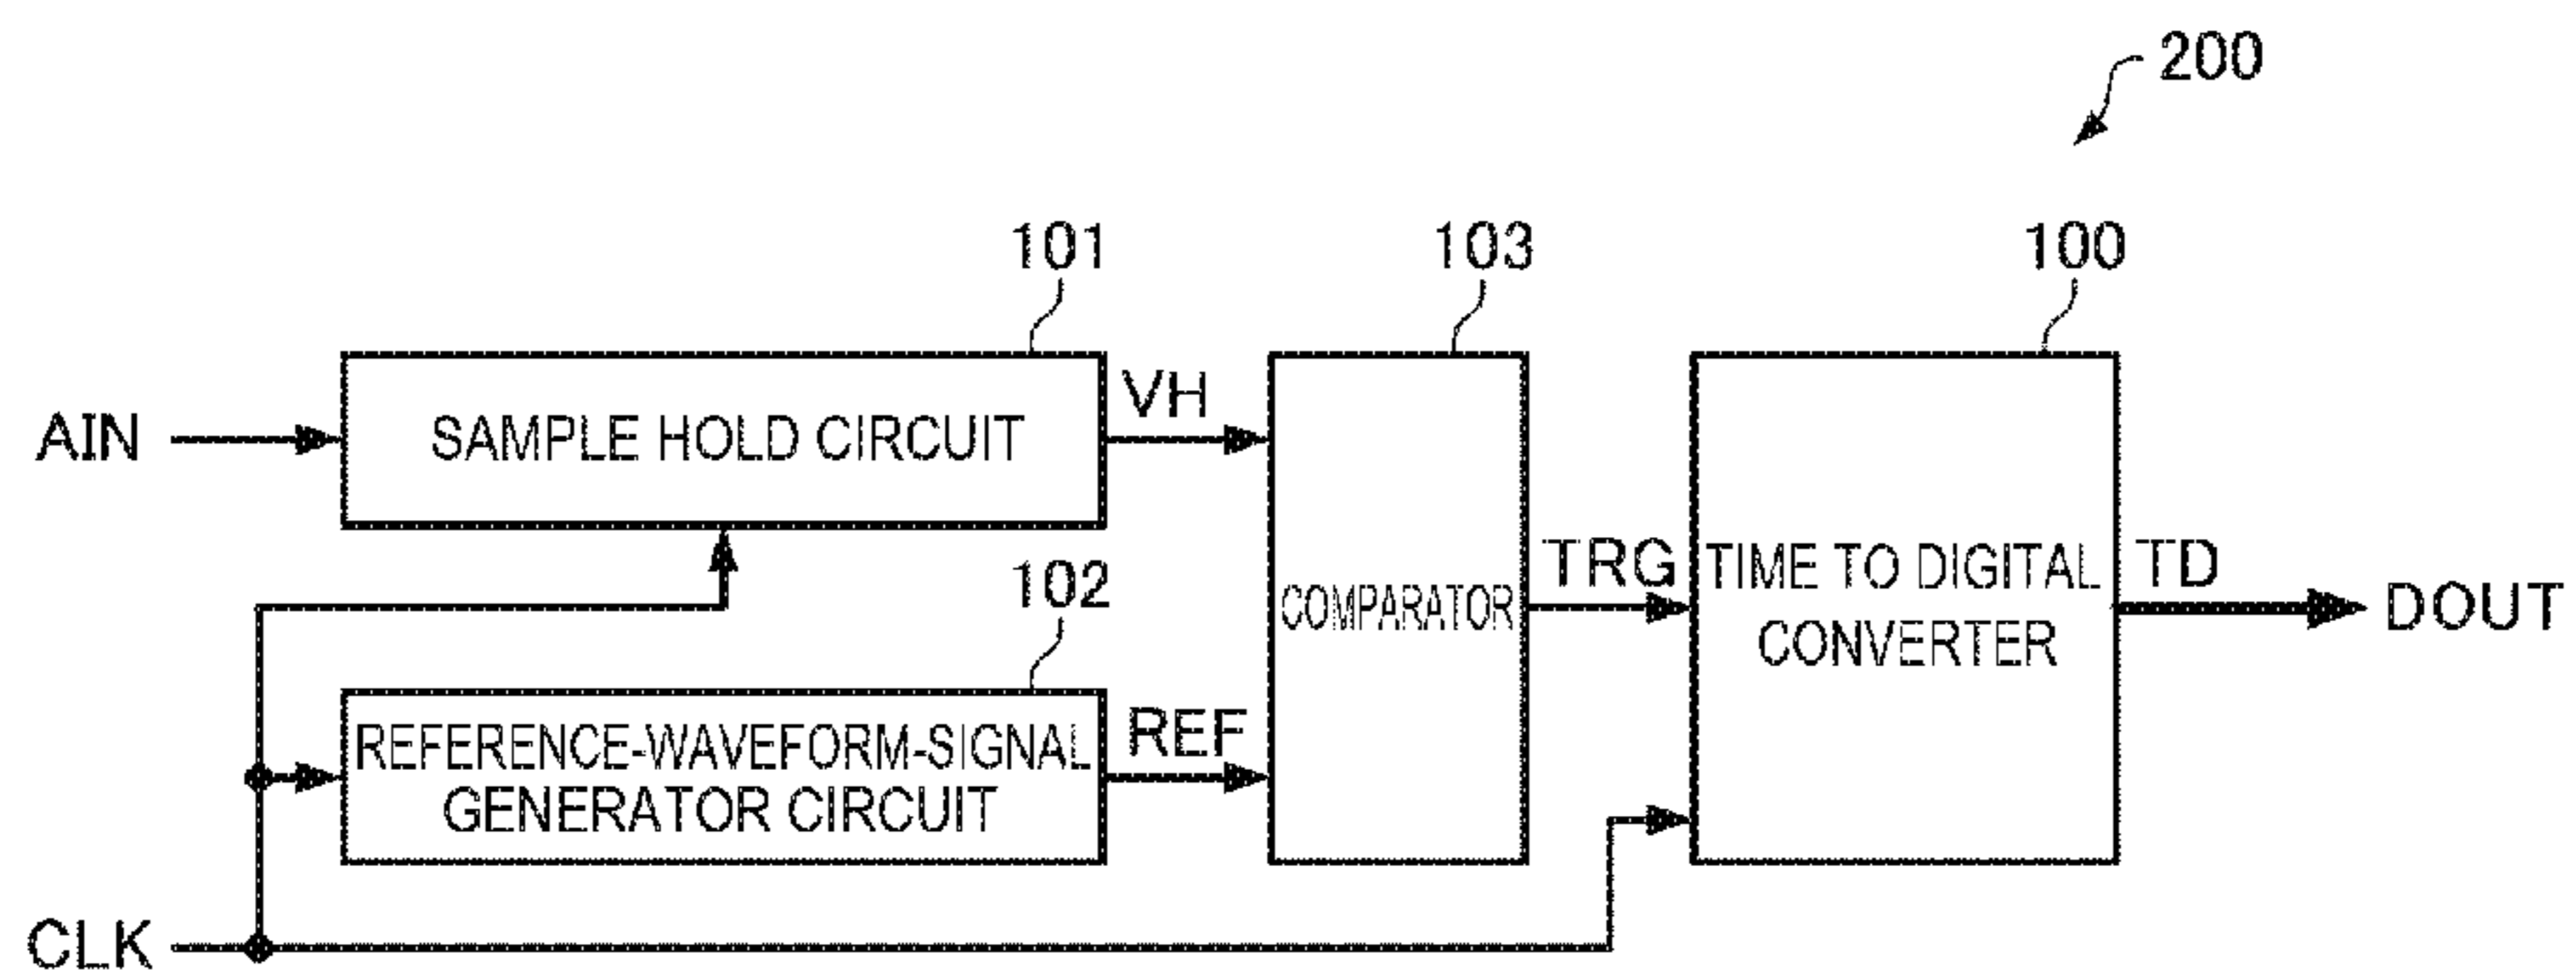 200
101
103
100
AIN
SAMPLE HOLD CIRCUIT
VH
COMPARATOR
TRG
TIME TO DIGITAL
CONVERTER
TD
DOUT
102
REFERENCE-WAVEFORM-SIGNAL
GENERATOR CIRCUIT
REF
CLK